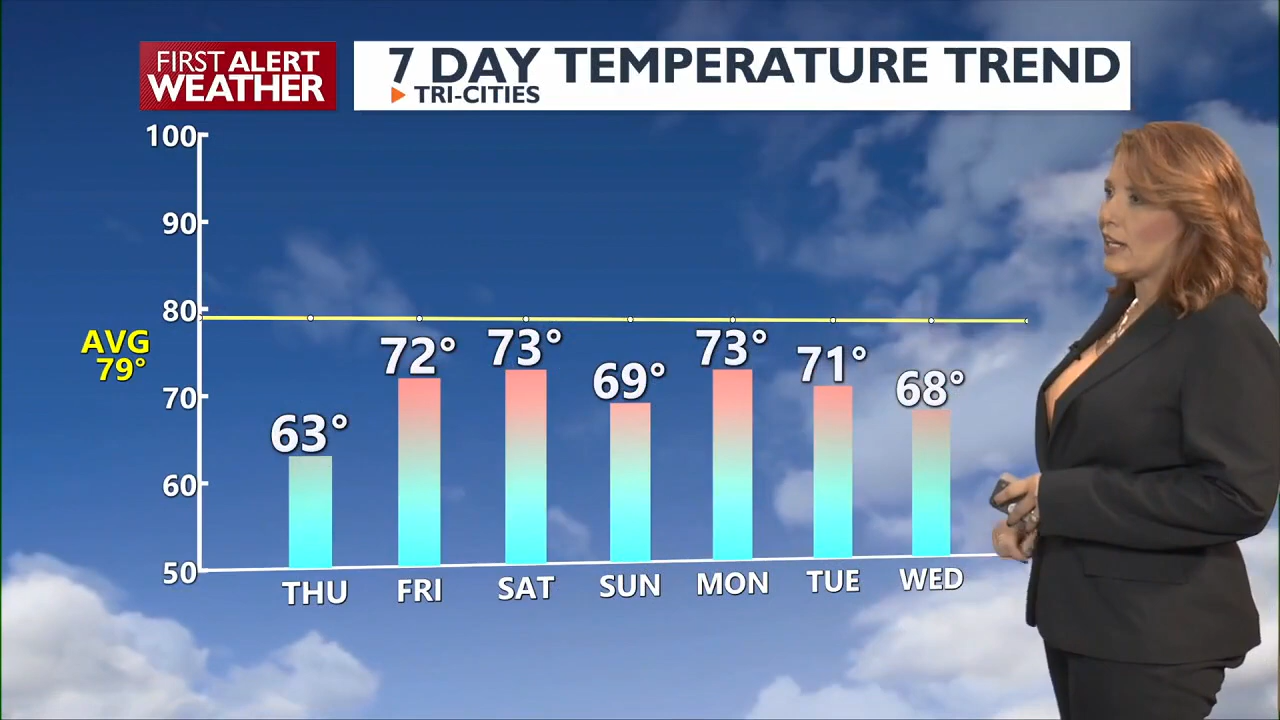 FIRST ALERT
WEATHER
7 DAY TEMPERATURE TREND
TRI-CITIES
100
90
80
AVG
79°
70
60
50
63°
72°
73°
69°
73°
71°
68°
THU
FRI
SAT
SUN
MON
TUE
WED